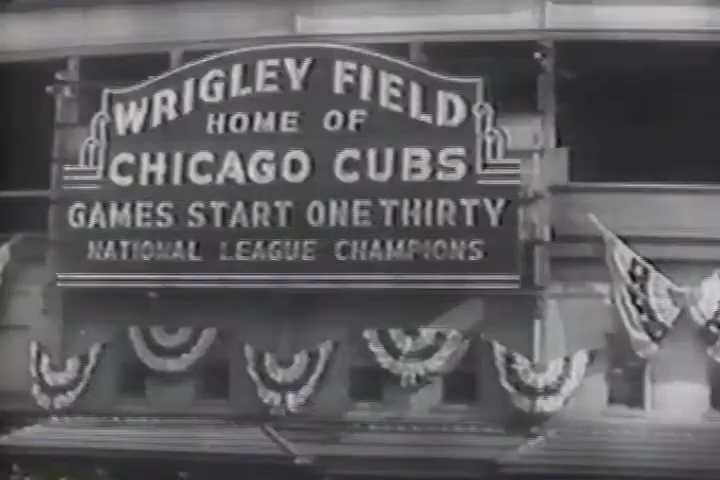 WRIGLEY FIELD
HOME OF
CHICAGO CUBS
GAMES START ONE THIRTY
NATIONAL LEAGUE CHAMPIONS